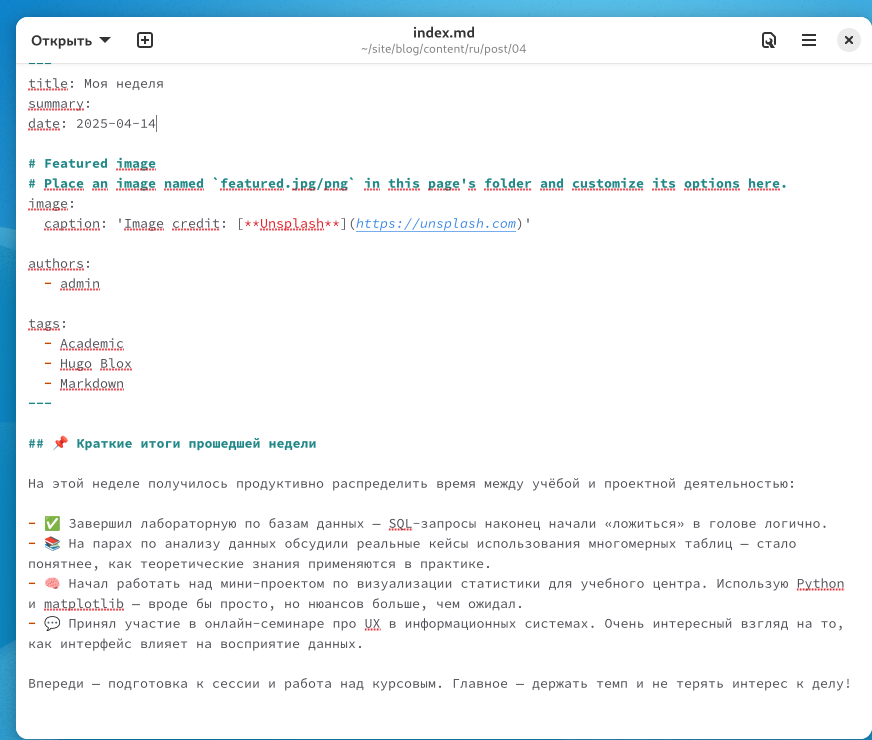 Открыть
index.md
~/site/blog/content/ru/post/04
---
title: Моя неделя
summary:
date: 2025-04-14
# Featured image
# Place an image named `featured.jpg/png` in this page's folder and customize its options here.
image:
  caption: 'Image credit: [**Unsplash**](https://unsplash.com)'
authors:
  - admin
tags:
  - Academic
  - Hugo Blox
  - Markdown
---
## 📌 Краткие итоги прошедшей недели
На этой неделе получилось продуктивно распределить время между учёбой и проектной деятельностью:
- ✅ Завершил лабораторную по базам данных — SQL-запросы наконец начали «ложиться» в голове логично.
- 📚 На парах по анализу данных обсудили реальные кейсы использования многомерных таблиц — стало
понятнее, как теоретические знания применяются в практике.
- 🧠 Начал работать над мини-проектом по визуализации статистики для учебного центра. Использую Python
и matplotlib — вроде бы просто, но нюансов больше, чем ожидал.
- 💬 Принял участие в онлайн-семинаре про UX в информационных системах. Очень интересный взгляд на то,
как интерфейс влияет на восприятие данных.
Впереди — подготовка к сессии и работа над курсовым. Главное — держать темп и не терять интерес к делу!